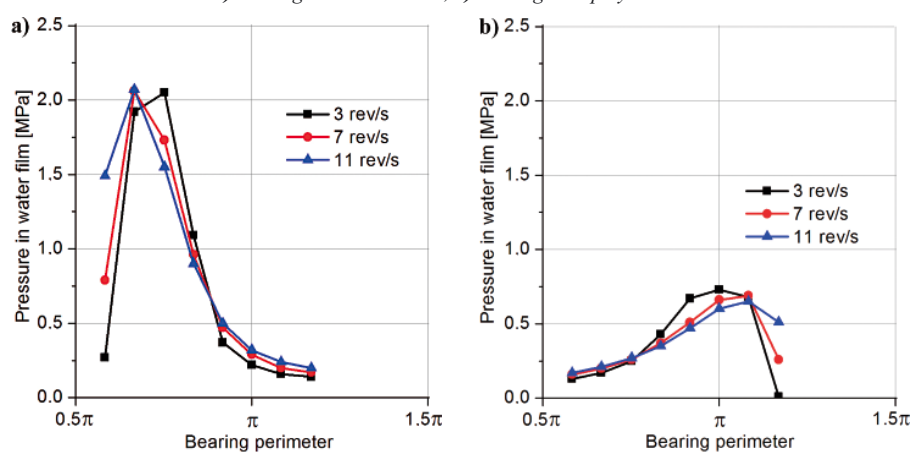 a)
b)
2.5
2.0
1.5
1.0
0.5
0.0
Pressure in water film [MPa]
3 rev/s
7 rev/s
11 rev/s
0.5π
π
1.5π
Bearing perimeter
2.5
2.0
1.5
1.0
0.5
0.0
Pressure in water film [MPa]
3 rev/s
7 rev/s
11 rev/s
0.5π
π
1.5π
Bearing perimeter